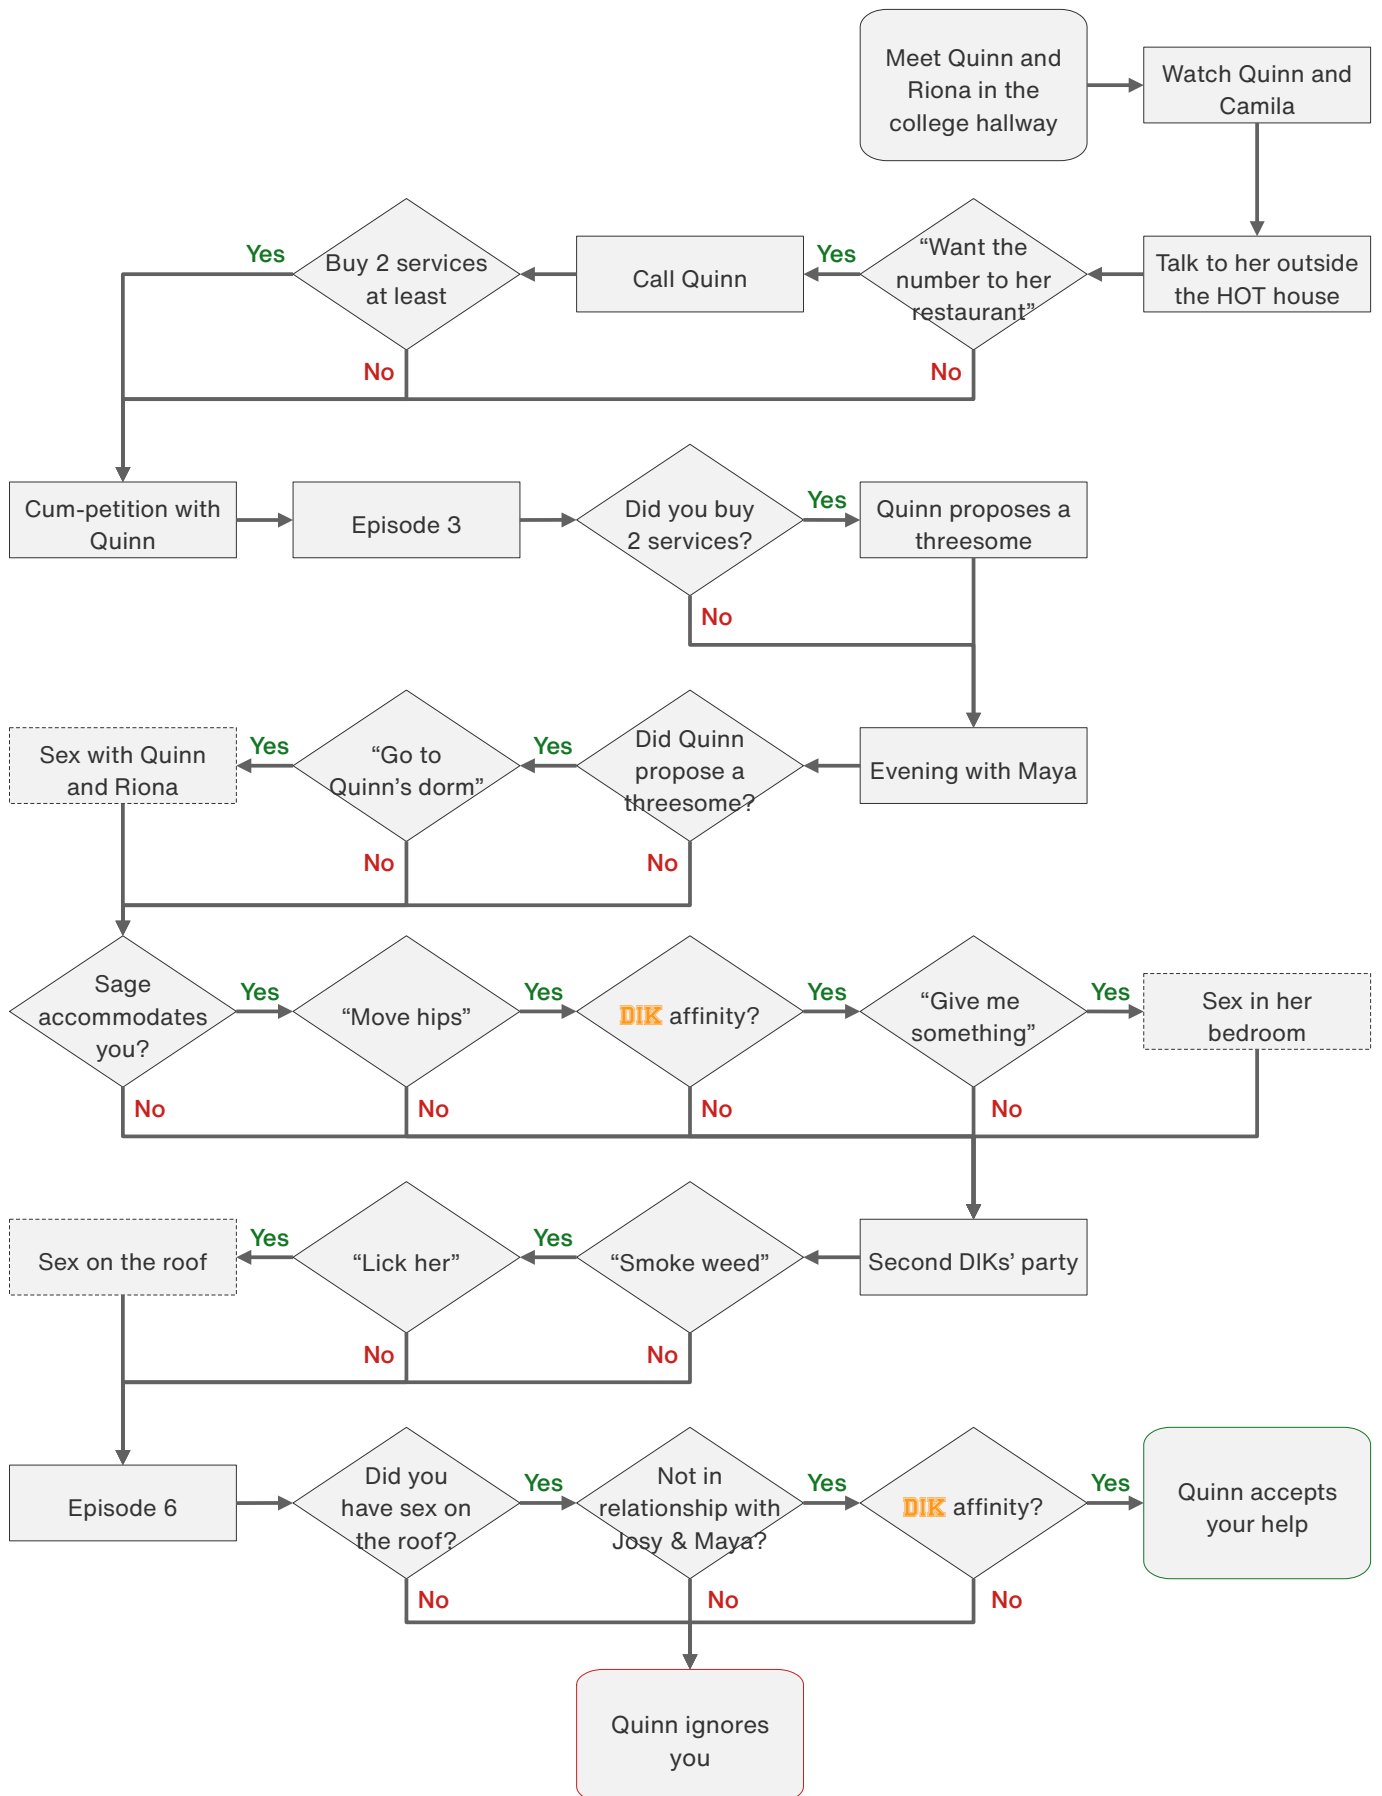 Meet Quinn and
Riona in the
college hallway
Watch Quinn and
Camila
Yes
Buy 2 services
at least
No
Call Quinn
Yes
“Want the
number to her
restaurant”
No
Talk to her outside
the HOT house
Cum-petition with
Quinn
Episode 3
Did you buy
2 services?
Yes
No
Quinn proposes a
threesome
Sex with Quinn
and Riona
Yes
“Go to
Quinn’s dorm”
No
Yes
Did Quinn
propose a
threesome?
No
Evening with Maya
Sage
accommodates
you?
Yes
No
“Move hips”
Yes
No
DIK affinity?
Yes
No
“Give me
something”
Yes
No
Sex in her
bedroom
Sex on the roof
Yes
“Lick her”
No
Yes
“Smoke weed”
No
Second DIKs’ party
Episode 6
Did you
have sex on
the roof?
Yes
No
Not in
relationship with
Josy & Maya?
Yes
No
DIK affinity?
Yes
No
Quinn accepts
your help
Quinn ignores
you